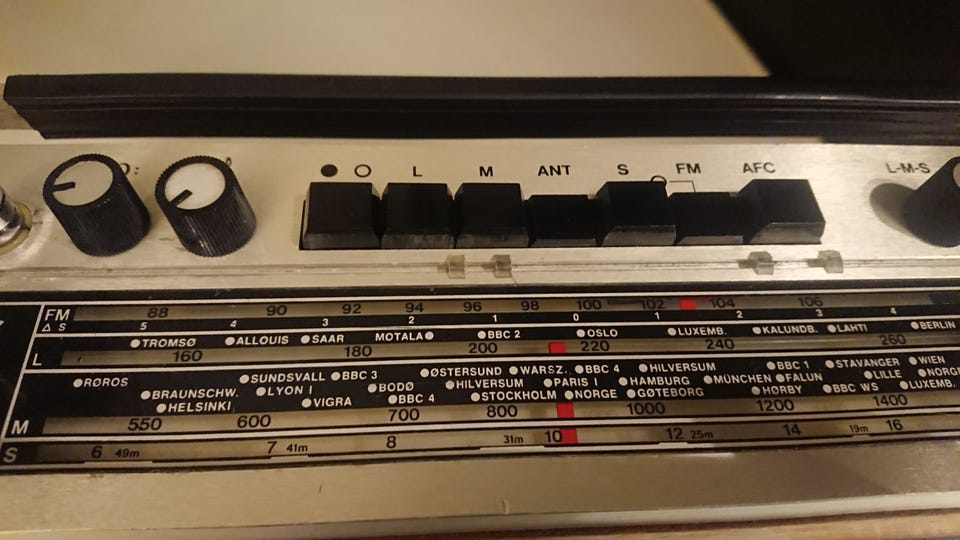 L M ANT S FM AFC L-M-S
FM 88 90 92 94 96 98 100 102 104 106
Δ S 5 4 3 2 1 0 1 2 3 4
TROMSØ ALLOUIS SAAR MOTALA BBC 2 OSLO LUXEMB. KALUNDB. LAHTI BERLIN
L 160 180 200 220 240 260
SUNDSVALL BBC 3 ØSTERSUND WARSZ. BBC 4 HILVERSUM BBC 1 STAVANGER WIEN
RØROS LYON I BODØ HILVERSUM PARIS I HAMBURG MÜNCHEN FALUN LILLE
BRAUNSCHW. VIGRA BBC 4 STOCKHOLM NORGE GØTEBORG HØRBY BBC WS LUXEMB.
HELSINKI
M 550 600 700 800 1000 1200 1400
S 6 49m 7 41m 8 31m 10 12 25m 14 19m 16